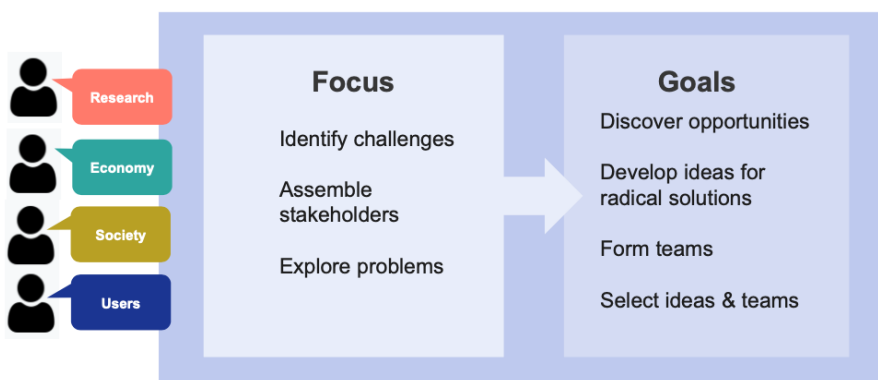 Research
Economy
Society
Users
Focus
Identify challenges
Assemble
stakeholders
Explore problems
Goals
Discover opportunities
Develop ideas for
radical solutions
Form teams
Select ideas & teams